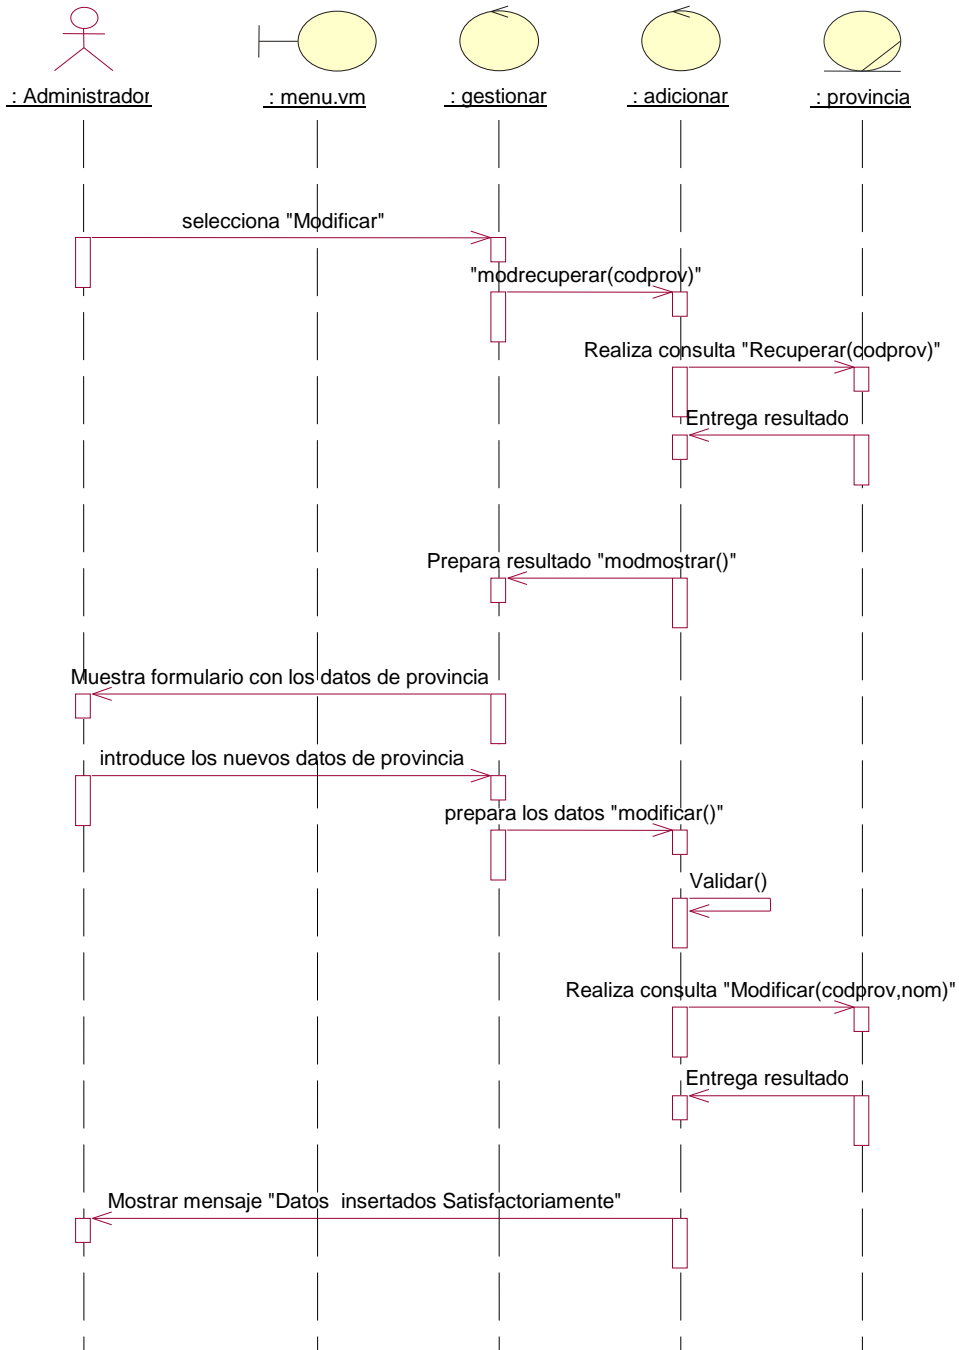 : Administrador
: menu.vm
: gestionar
: adicionar
: provincia
selecciona "Modificar"
"modrecuperar(codprov)"
Realiza consulta "Recuperar(codprov)"
Entrega resultado
Prepara resultado "modmostrar()"
Muestra formulario con los datos de provincia
introduce los nuevos datos de provincia
prepara los datos "modificar()"
Validar()
Realiza consulta "Modificar(codprov,nom)"
Entrega resultado
Mostrar mensaje "Datos  insertados Satisfactoriamente"